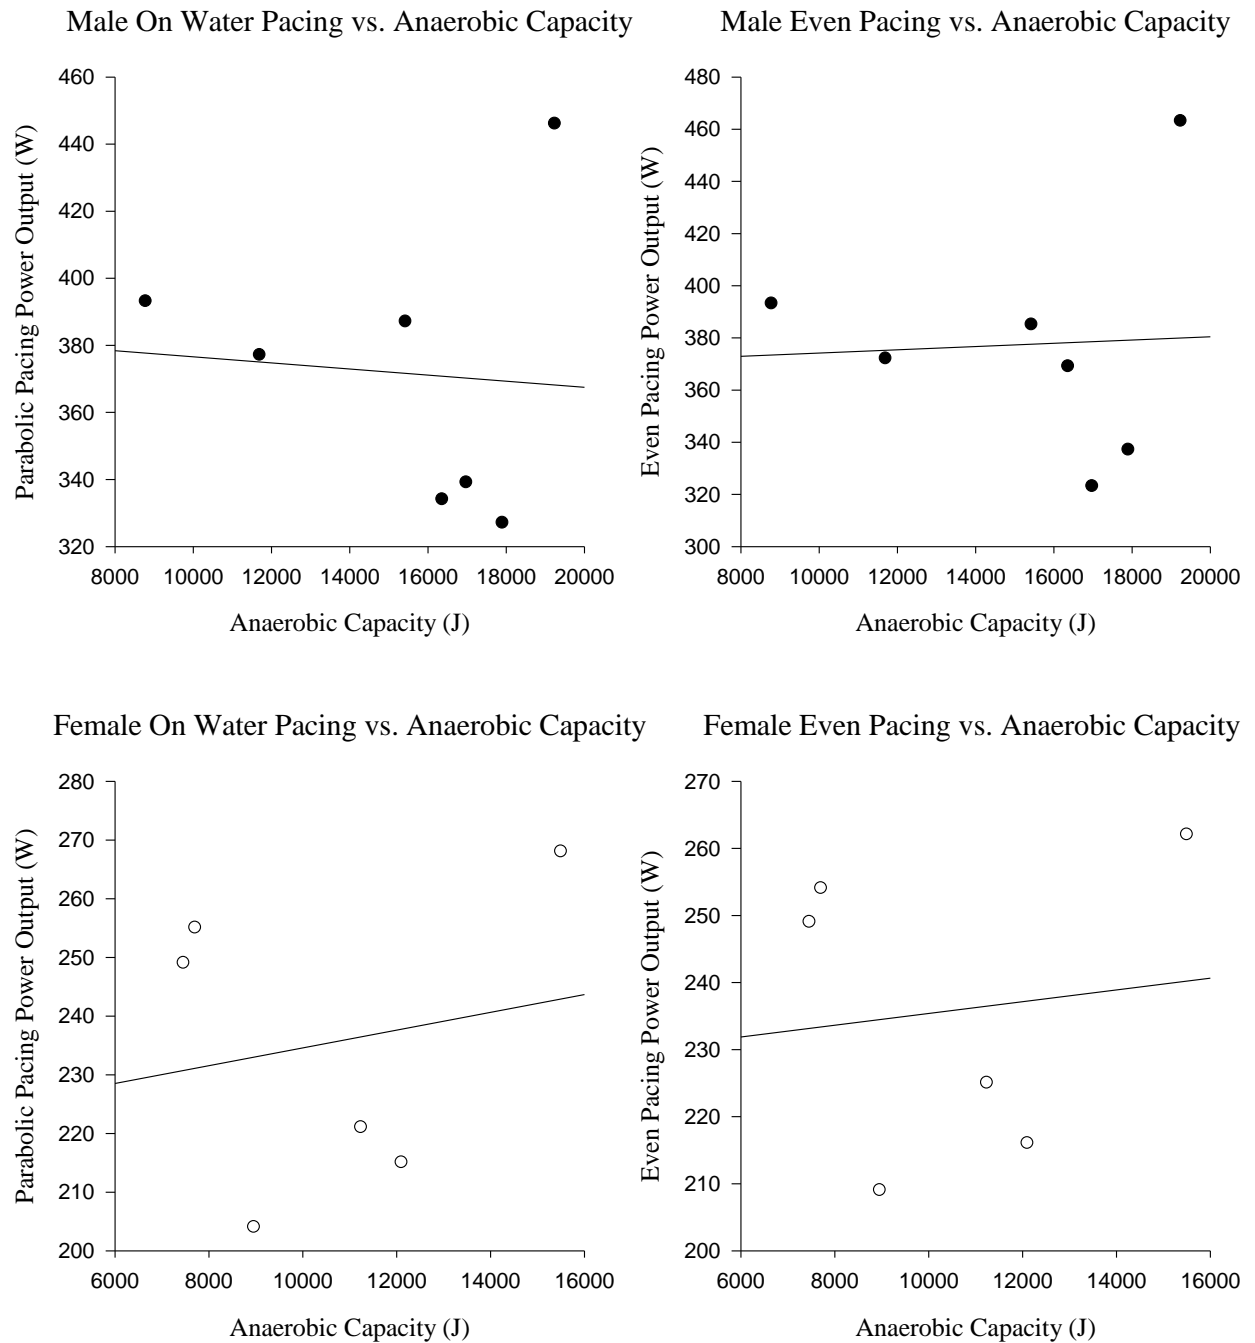 Male On Water Pacing vs. Anaerobic Capacity
Parabolic Pacing Power Output (W)
460
440
420
400
380
360
340
320
8000 10000 12000 14000 16000 18000 20000
Anaerobic Capacity (J)
Male Even Pacing vs. Anaerobic Capacity
Even Pacing Power Output (W)
480
460
440
420
400
380
360
340
320
300
8000 10000 12000 14000 16000 18000 20000
Anaerobic Capacity (J)
Female On Water Pacing vs. Anaerobic Capacity
Parabolic Pacing Power Output (W)
280
270
260
250
240
230
220
210
200
6000 8000 10000 12000 14000 16000
Anaerobic Capacity (J)
Female Even Pacing vs. Anaerobic Capacity
Even Pacing Power Output (W)
270
260
250
240
230
220
210
200
6000 8000 10000 12000 14000 16000
Anaerobic Capacity (J)